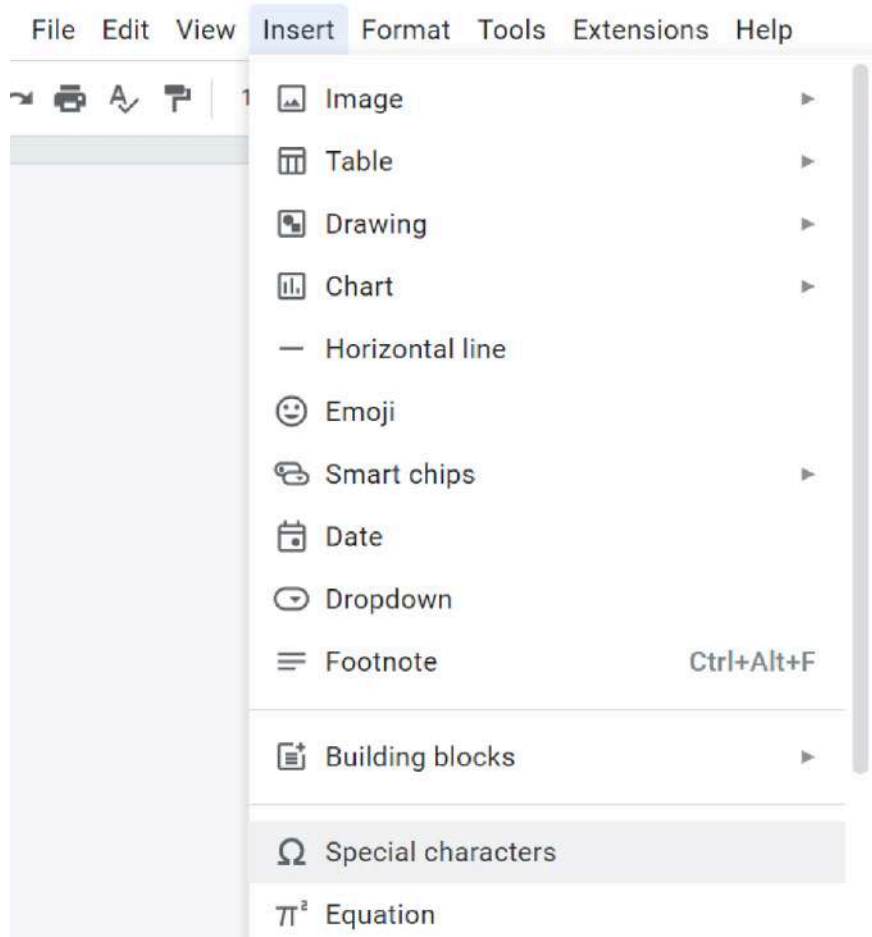 File Edit View Insert Format Tools Extensions Help
Image
Table
Drawing
Chart
Horizontal line
Emoji
Smart chips
Date
Dropdown
Footnote Ctrl+Alt+F
Building blocks
Special characters
Equation